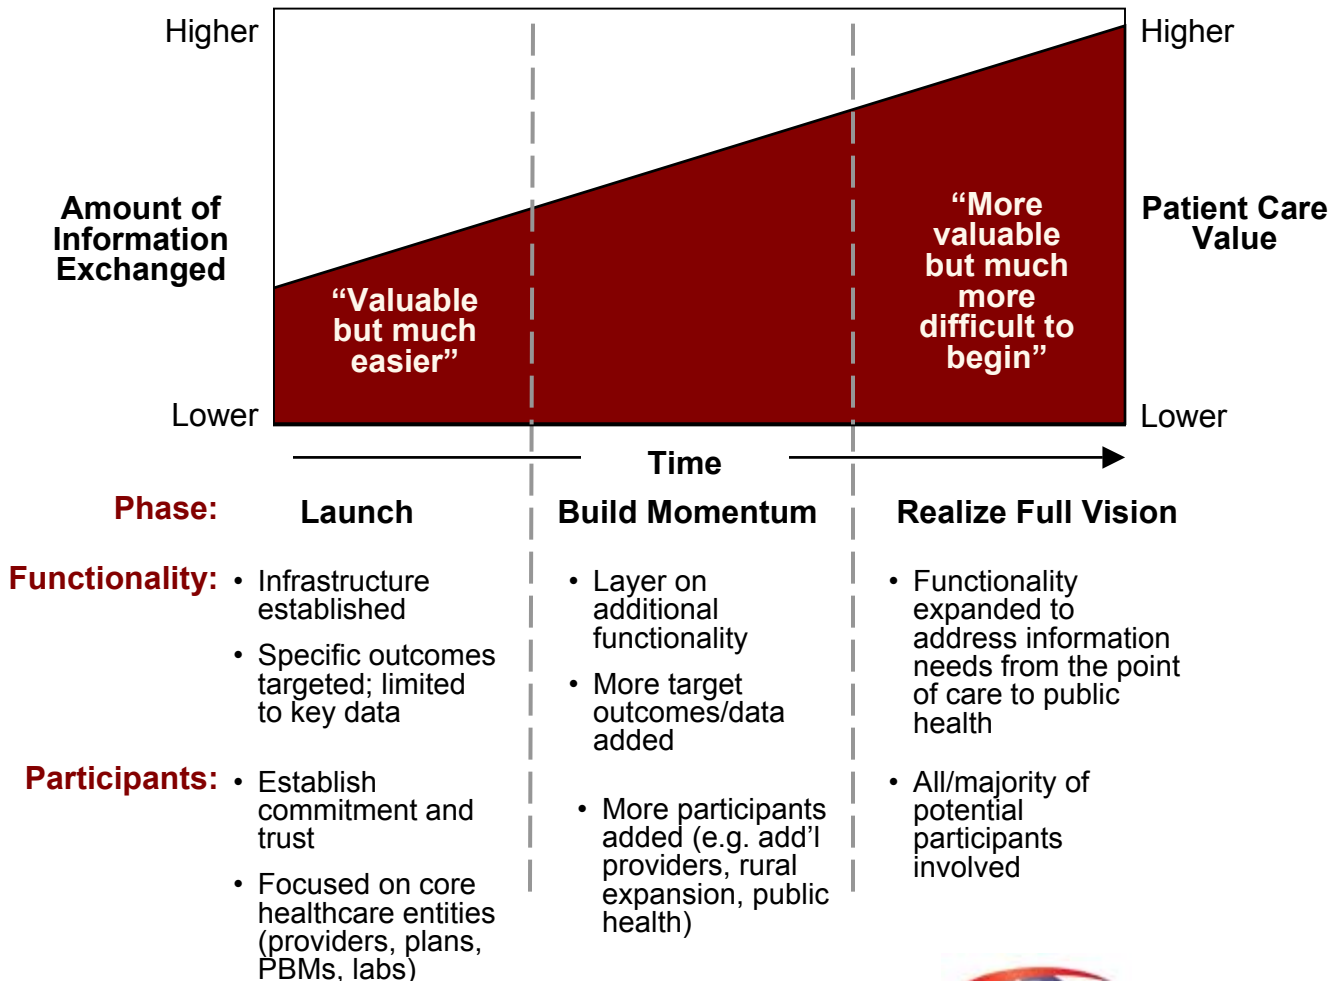 Higher
Higher
Amount of
Information
Exchanged
“Valuable
but much
easier”
“More
valuable
but much
more
difficult to
begin”
Patient Care
Value
Lower
Lower
Time
Phase:
Launch
Build Momentum
Realize Full Vision
Functionality:
• Infrastructure
established
• Specific outcomes
targeted; limited
to key data
• Layer on
additional
functionality
• More target
outcomes/data
added
• Functionality
expanded to
address information
needs from the point
of care to public
health
Participants:
• Establish
commitment and
trust
• Focused on core
healthcare entities
(providers, plans,
PBMs, labs)
• More participants
added (e.g. add’l
providers, rural
expansion, public
health)
• All/majority of
potential
participants
involved